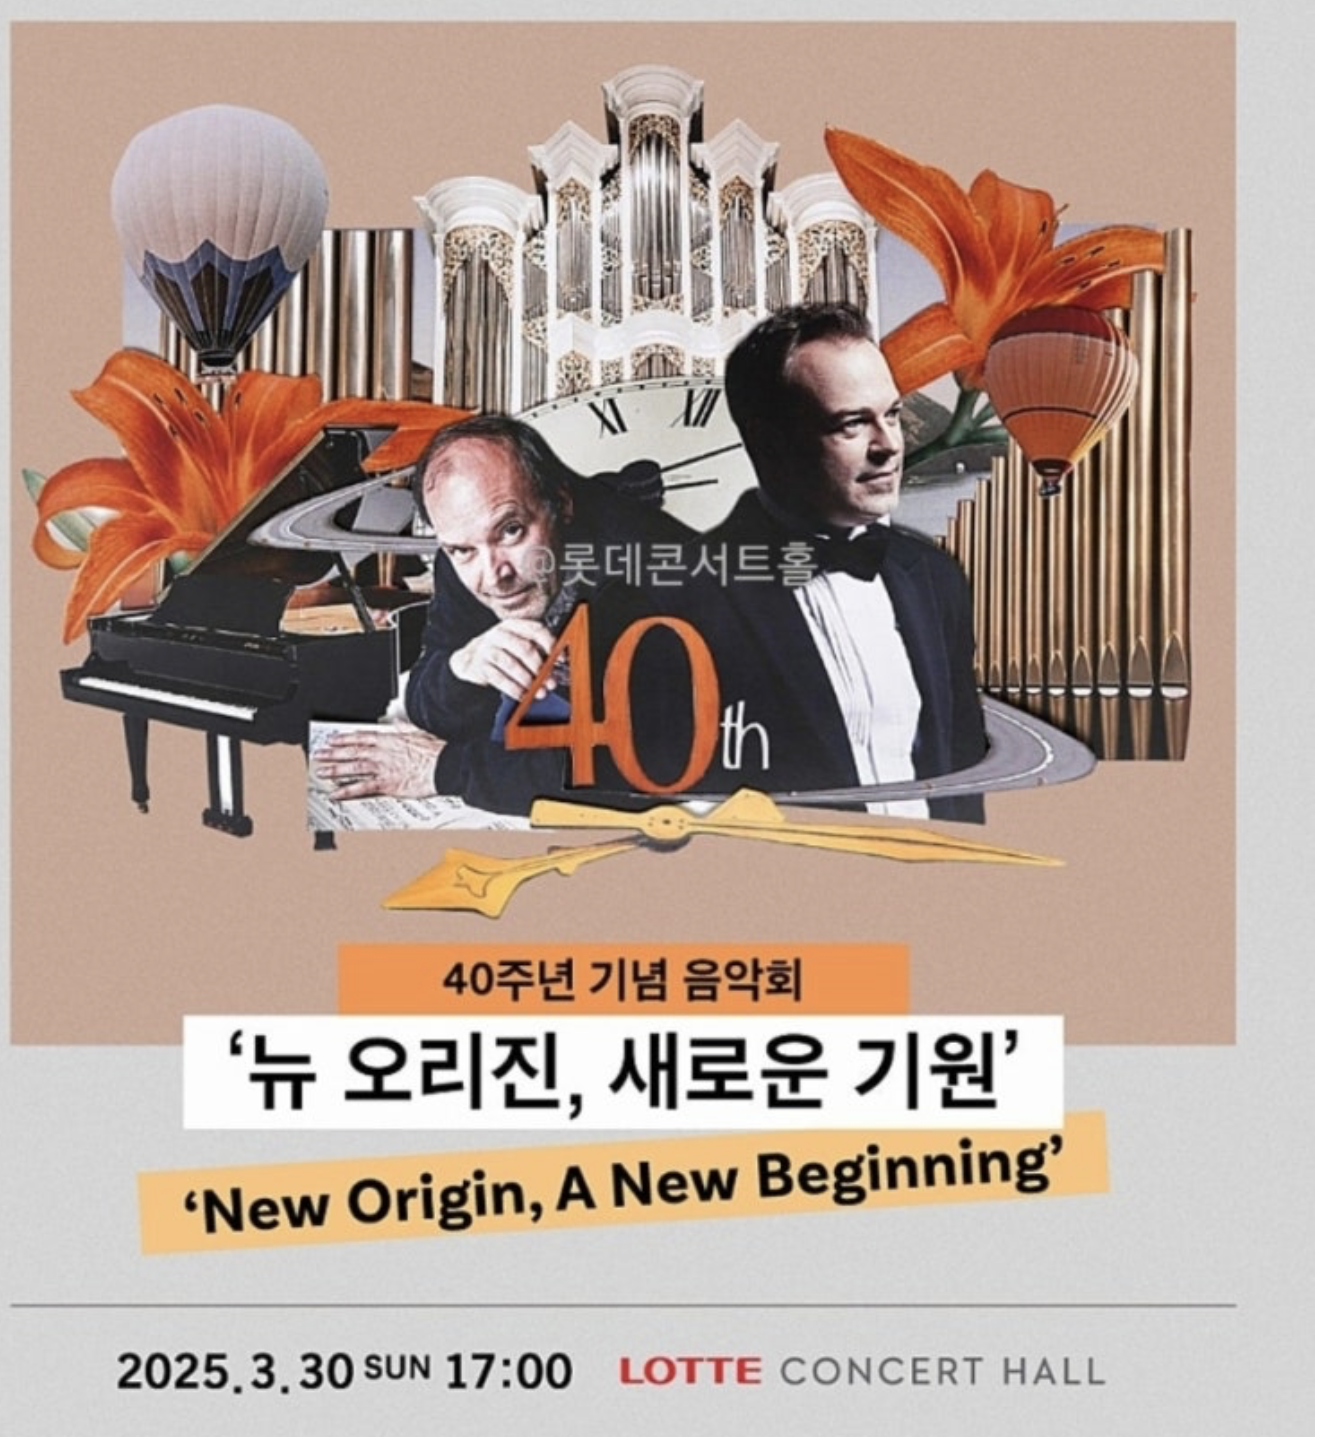 XI XII
@롯데콘서트홀
40th
40주년 기념 음악회
‘뉴 오리진, 새로운 기원’
‘New Origin, A New Beginning’
2025.3.30 SUN 17:00 LOTTE CONCERT HALL